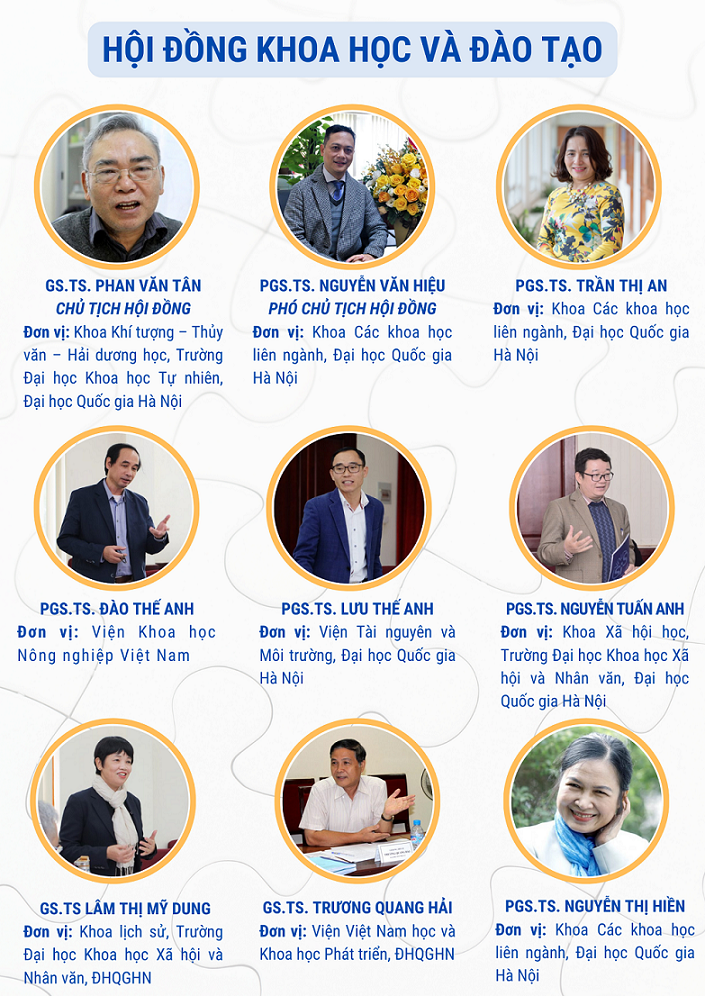 HỘI ĐỒNG KHOA HỌC VÀ ĐÀO TẠO
GS.TS. PHAN VĂN TÂN
CHỦ TỊCH HỘI ĐỒNG
Đơn vị: Khoa Khí tượng – Thủy
văn – Hải dương học, Trường
Đại học Khoa học Tự nhiên,
Đại học Quốc gia Hà Nội
PGS.TS. NGUYỄN VĂN HIỆU
PHÓ CHỦ TỊCH HỘI ĐỒNG
Đơn vị: Khoa Các khoa học
liên ngành, Đại học Quốc gia
Hà Nội
PGS.TS. TRẦN THỊ AN
Đơn vị: Khoa Các khoa học
liên ngành, Đại học Quốc gia
Hà Nội
PGS.TS. ĐÀO THẾ ANH
Đơn vị: Viện Khoa học
Nông nghiệp Việt Nam
PGS.TS. LƯU THẾ ANH
Đơn vị: Viện Tài nguyên và
Môi trường, Đại học Quốc gia
Hà Nội
PGS.TS. NGUYỄN TUẤN ANH
Đơn vị: Khoa Xã hội học,
Trường Đại học Khoa học Xã
hội và Nhân văn, Đại học
Quốc gia Hà Nội
GS.TS LÂM THỊ MỸ DUNG
Đơn vị: Khoa lịch sử, Trường
Đại học Khoa học Xã hội và
Nhân văn, ĐHQGHN
GS.TS. TRƯƠNG QUANG HẢI
Đơn vị: Viện Việt Nam học và
Khoa học Phát triển, ĐHQGHN
PGS.TS. NGUYỄN THỊ HIỀN
Đơn vị: Khoa Các khoa học
liên ngành, Đại học Quốc gia
Hà Nội